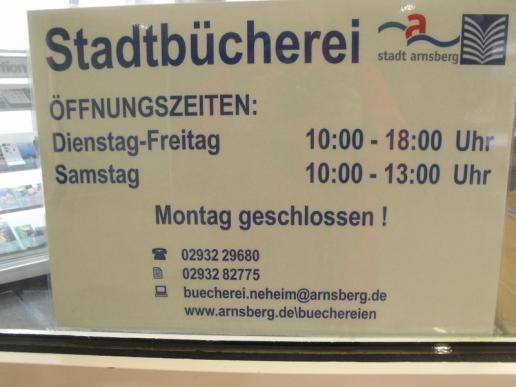 Stadtbücherei
a
stadt arnsberg
ÖFFNUNGSZEITEN:
Dienstag-Freitag 10:00 - 18:00 Uhr
Samstag 10:00 - 13:00 Uhr
Montag geschlossen !
02932 29680
02932 82775
buecherei.neheim@arnsberg.de
www.arnsberg.de\buechereien